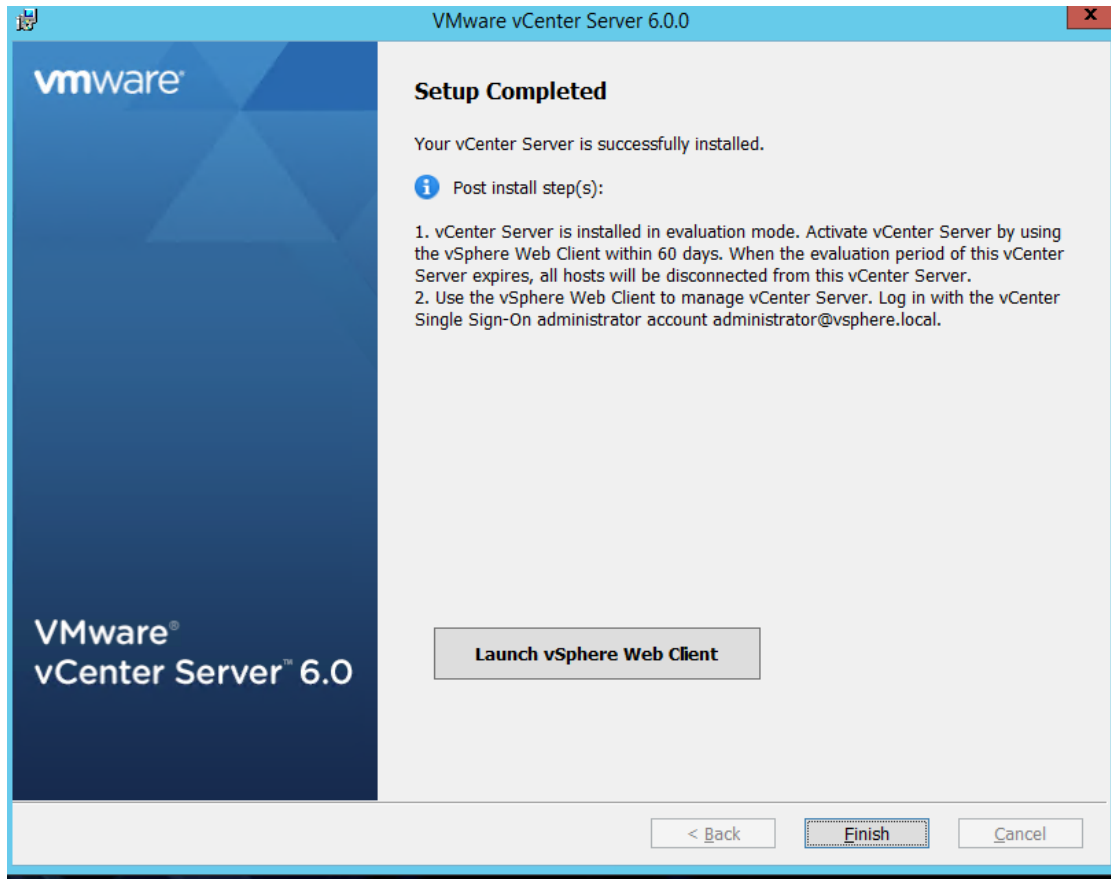 VMware vCenter Server 6.0.0
x
vmware®
Setup Completed
Your vCenter Server is successfully installed.
i Post install step(s):
1. vCenter Server is installed in evaluation mode. Activate vCenter Server by using
the vSphere Web Client within 60 days. When the evaluation period of this vCenter
Server expires, all hosts will be disconnected from this vCenter Server.
2. Use the vSphere Web Client to manage vCenter Server. Log in with the vCenter
Single Sign-On administrator account administrator@vsphere.local.
VMware®
vCenter Server™ 6.0
Launch vSphere Web Client
< Back Finish Cancel